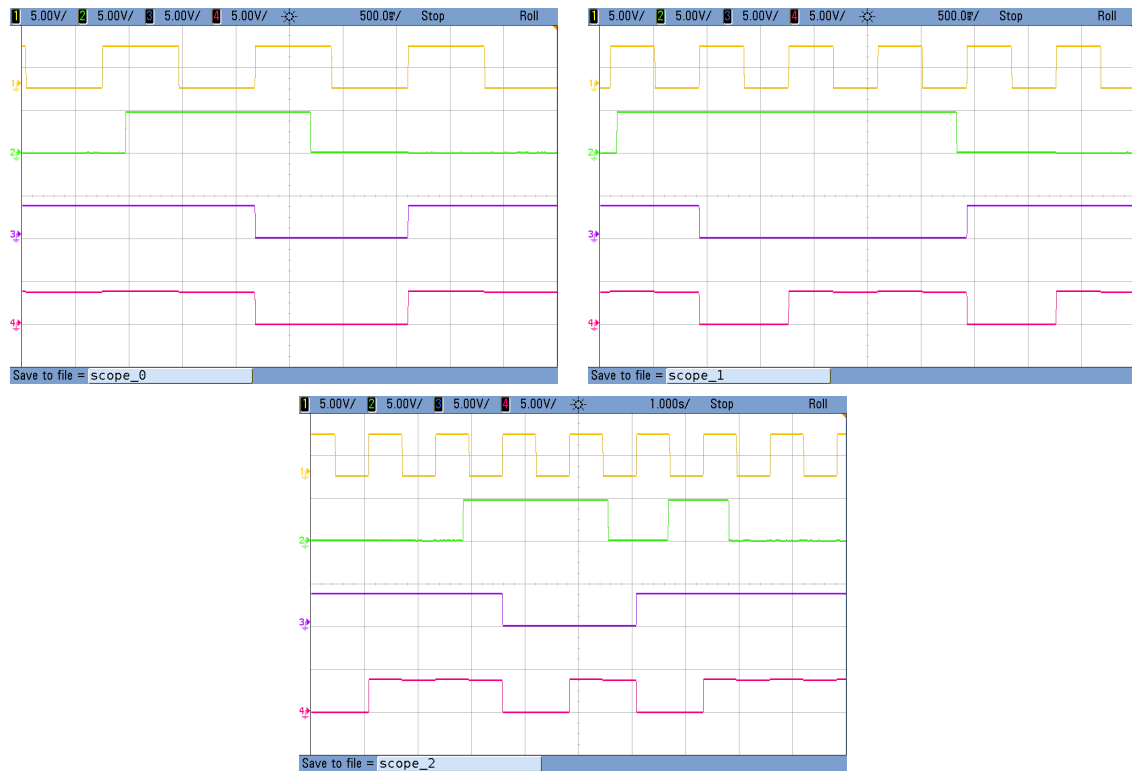 1 5.00V/ 2 5.00V/ 3 5.00V/ 4 5.00V/ 500.0㎳/ Stop Roll
1
2
3
4
Save to file = scope_0
1 5.00V/ 2 5.00V/ 3 5.00V/ 4 5.00V/ 500.0㎳/ Stop Roll
1
2
3
4
Save to file = scope_1
1 5.00V/ 2 5.00V/ 3 5.00V/ 4 5.00V/ 1.000s/ Stop Roll
1
2
3
4
Save to file = scope_2